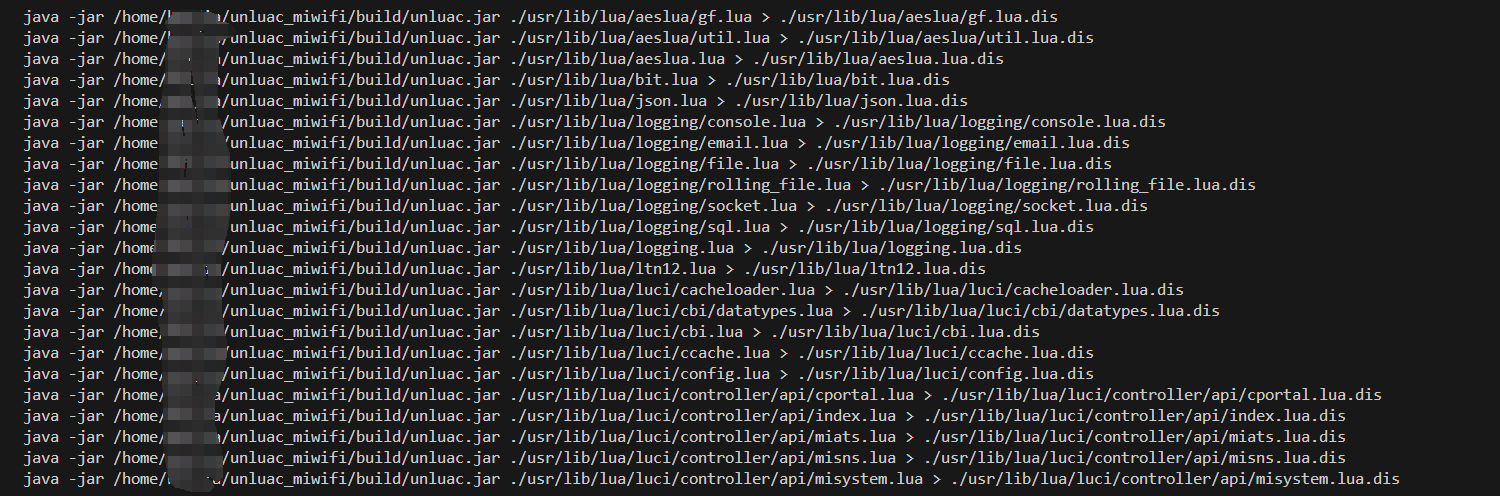 java -jar /home/ /unluac_miwifi/build/unluac.jar ./usr/lib/lua/aeslua/gf.lua > ./usr/lib/lua/aeslua/gf.lua.dis
java -jar /home/ /unluac_miwifi/build/unluac.jar ./usr/lib/lua/aeslua/util.lua > ./usr/lib/lua/aeslua/util.lua.dis
java -jar /home/ /unluac_miwifi/build/unluac.jar ./usr/lib/lua/aeslua.lua > ./usr/lib/lua/aeslua.lua.dis
java -jar /home/ /unluac_miwifi/build/unluac.jar ./usr/lib/lua/bit.lua > ./usr/lib/lua/bit.lua.dis
java -jar /home/ /unluac_miwifi/build/unluac.jar ./usr/lib/lua/json.lua > ./usr/lib/lua/json.lua.dis
java -jar /home/ unluac_miwifi/build/unluac.jar ./usr/lib/lua/logging/console.lua > ./usr/lib/lua/logging/console.lua.dis
java -jar /home/ unluac_miwifi/build/unluac.jar ./usr/lib/lua/logging/email.lua > ./usr/lib/lua/logging/email.lua.dis
java -jar /home/ unluac_miwifi/build/unluac.jar ./usr/lib/lua/logging/file.lua > ./usr/lib/lua/logging/file.lua.dis
java -jar /home/ unluac_miwifi/build/unluac.jar ./usr/lib/lua/logging/rolling_file.lua > ./usr/lib/lua/logging/rolling_file.lua.dis
java -jar /home/ unluac_miwifi/build/unluac.jar ./usr/lib/lua/logging/socket.lua > ./usr/lib/lua/logging/socket.lua.dis
java -jar /home/ unluac_miwifi/build/unluac.jar ./usr/lib/lua/logging/sql.lua > ./usr/lib/lua/logging/sql.lua.dis
java -jar /home /unluac_miwifi/build/unluac.jar ./usr/lib/lua/logging.lua > ./usr/lib/lua/logging.lua.dis
java -jar /home /unluac_miwifi/build/unluac.jar ./usr/lib/lua/ltn12.lua > ./usr/lib/lua/ltn12.lua.dis
java -jar /home/ /unluac_miwifi/build/unluac.jar ./usr/lib/lua/luci/cacheloader.lua > ./usr/lib/lua/luci/cacheloader.lua.dis
java -jar /home/ /unluac_miwifi/build/unluac.jar ./usr/lib/lua/luci/cbi/datatypes.lua > ./usr/lib/lua/luci/cbi/datatypes.lua.dis
java -jar /home/ unluac_miwifi/build/unluac.jar ./usr/lib/lua/luci/cbi.lua > ./usr/lib/lua/luci/cbi.lua.dis
java -jar /home/ unluac_miwifi/build/unluac.jar ./usr/lib/lua/luci/ccache.lua > ./usr/lib/lua/luci/ccache.lua.dis
java -jar /home/ /unluac_miwifi/build/unluac.jar ./usr/lib/lua/luci/config.lua > ./usr/lib/lua/luci/config.lua.dis
java -jar /home/ /unluac_miwifi/build/unluac.jar ./usr/lib/lua/luci/controller/api/cportal.lua > ./usr/lib/lua/luci/controller/api/cportal.lua.dis
java -jar /home/ /unluac_miwifi/build/unluac.jar ./usr/lib/lua/luci/controller/api/index.lua > ./usr/lib/lua/luci/controller/api/index.lua.dis
java -jar /home/ /unluac_miwifi/build/unluac.jar ./usr/lib/lua/luci/controller/api/miats.lua > ./usr/lib/lua/luci/controller/api/miats.lua.dis
java -jar /home/ /unluac_miwifi/build/unluac.jar ./usr/lib/lua/luci/controller/api/misns.lua > ./usr/lib/lua/luci/controller/api/misns.lua.dis
java -jar /home/ /unluac_miwifi/build/unluac.jar ./usr/lib/lua/luci/controller/api/misystem.lua > ./usr/lib/lua/luci/controller/api/misystem.lua.dis